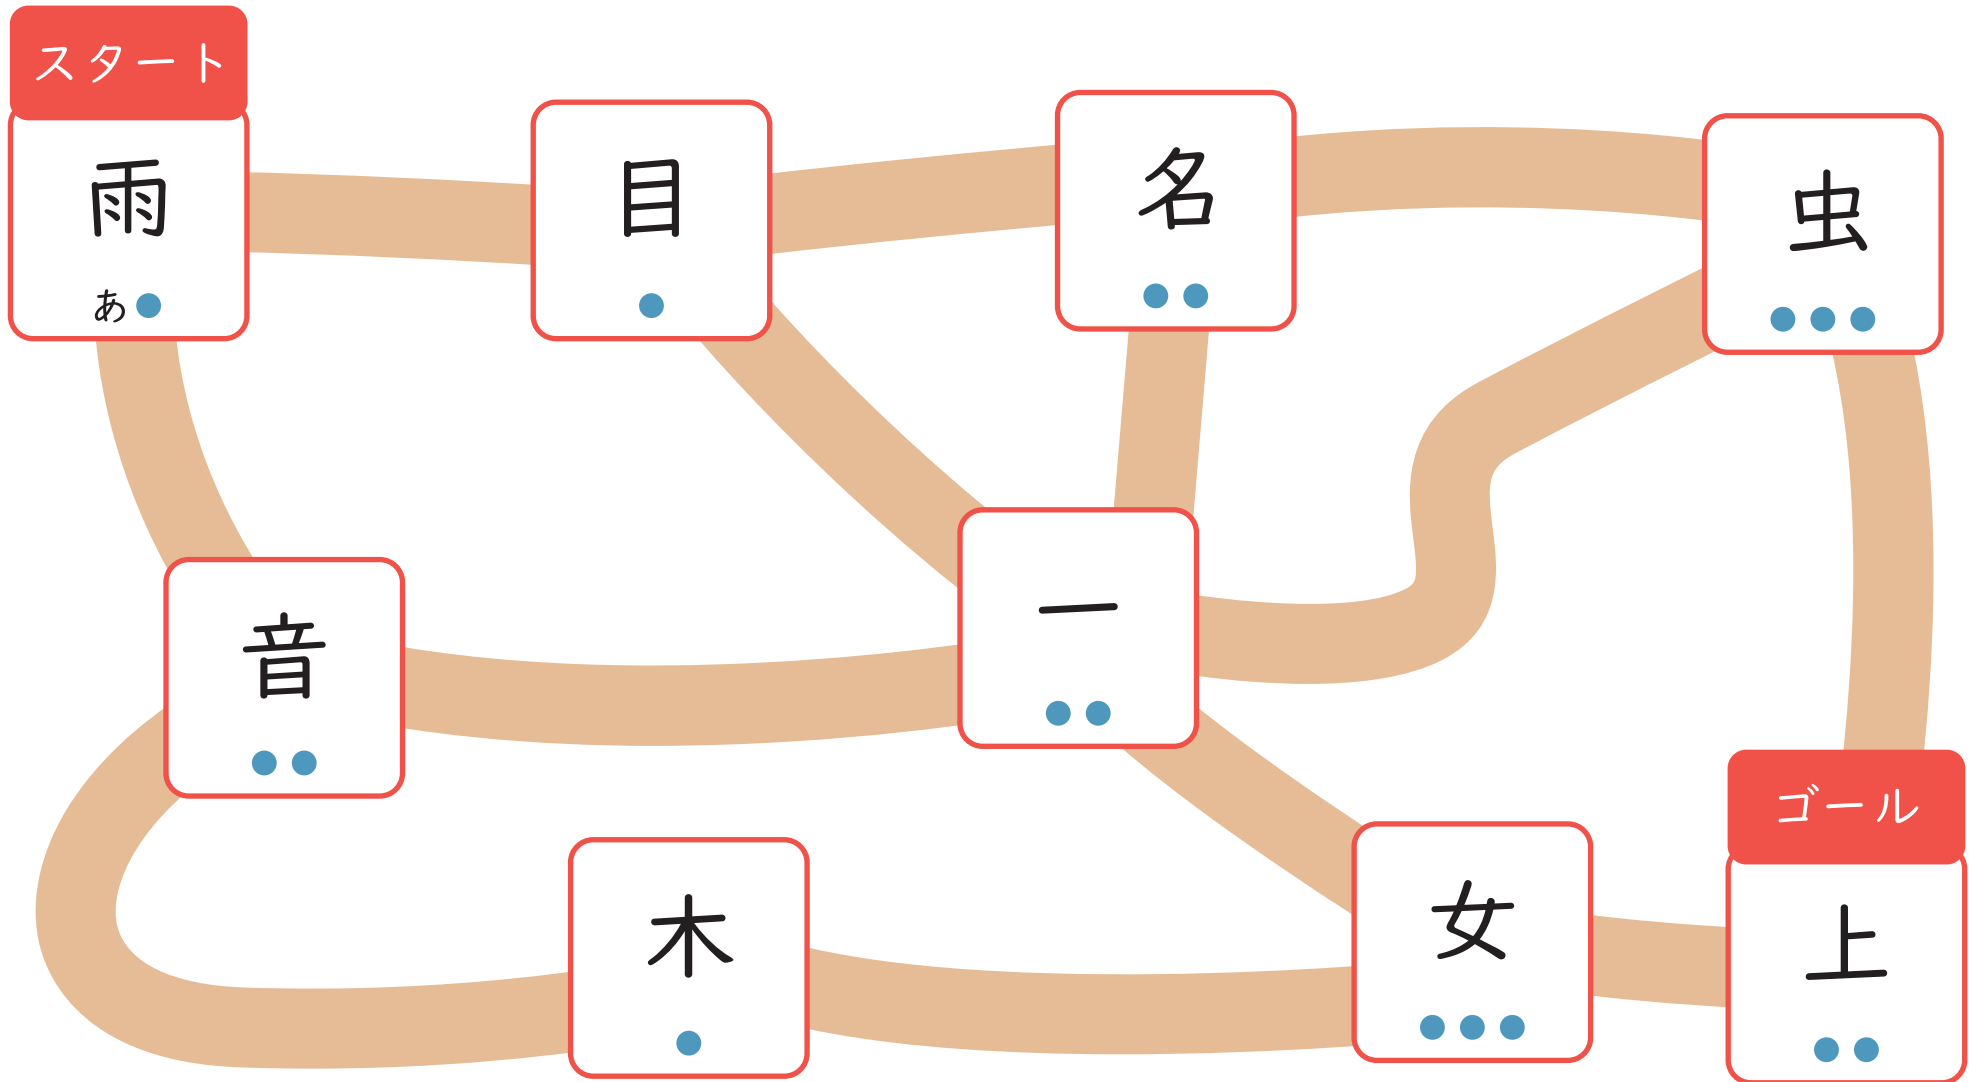 スタート
雨
あ
目
名
虫
音
一
木
女
ゴール
上